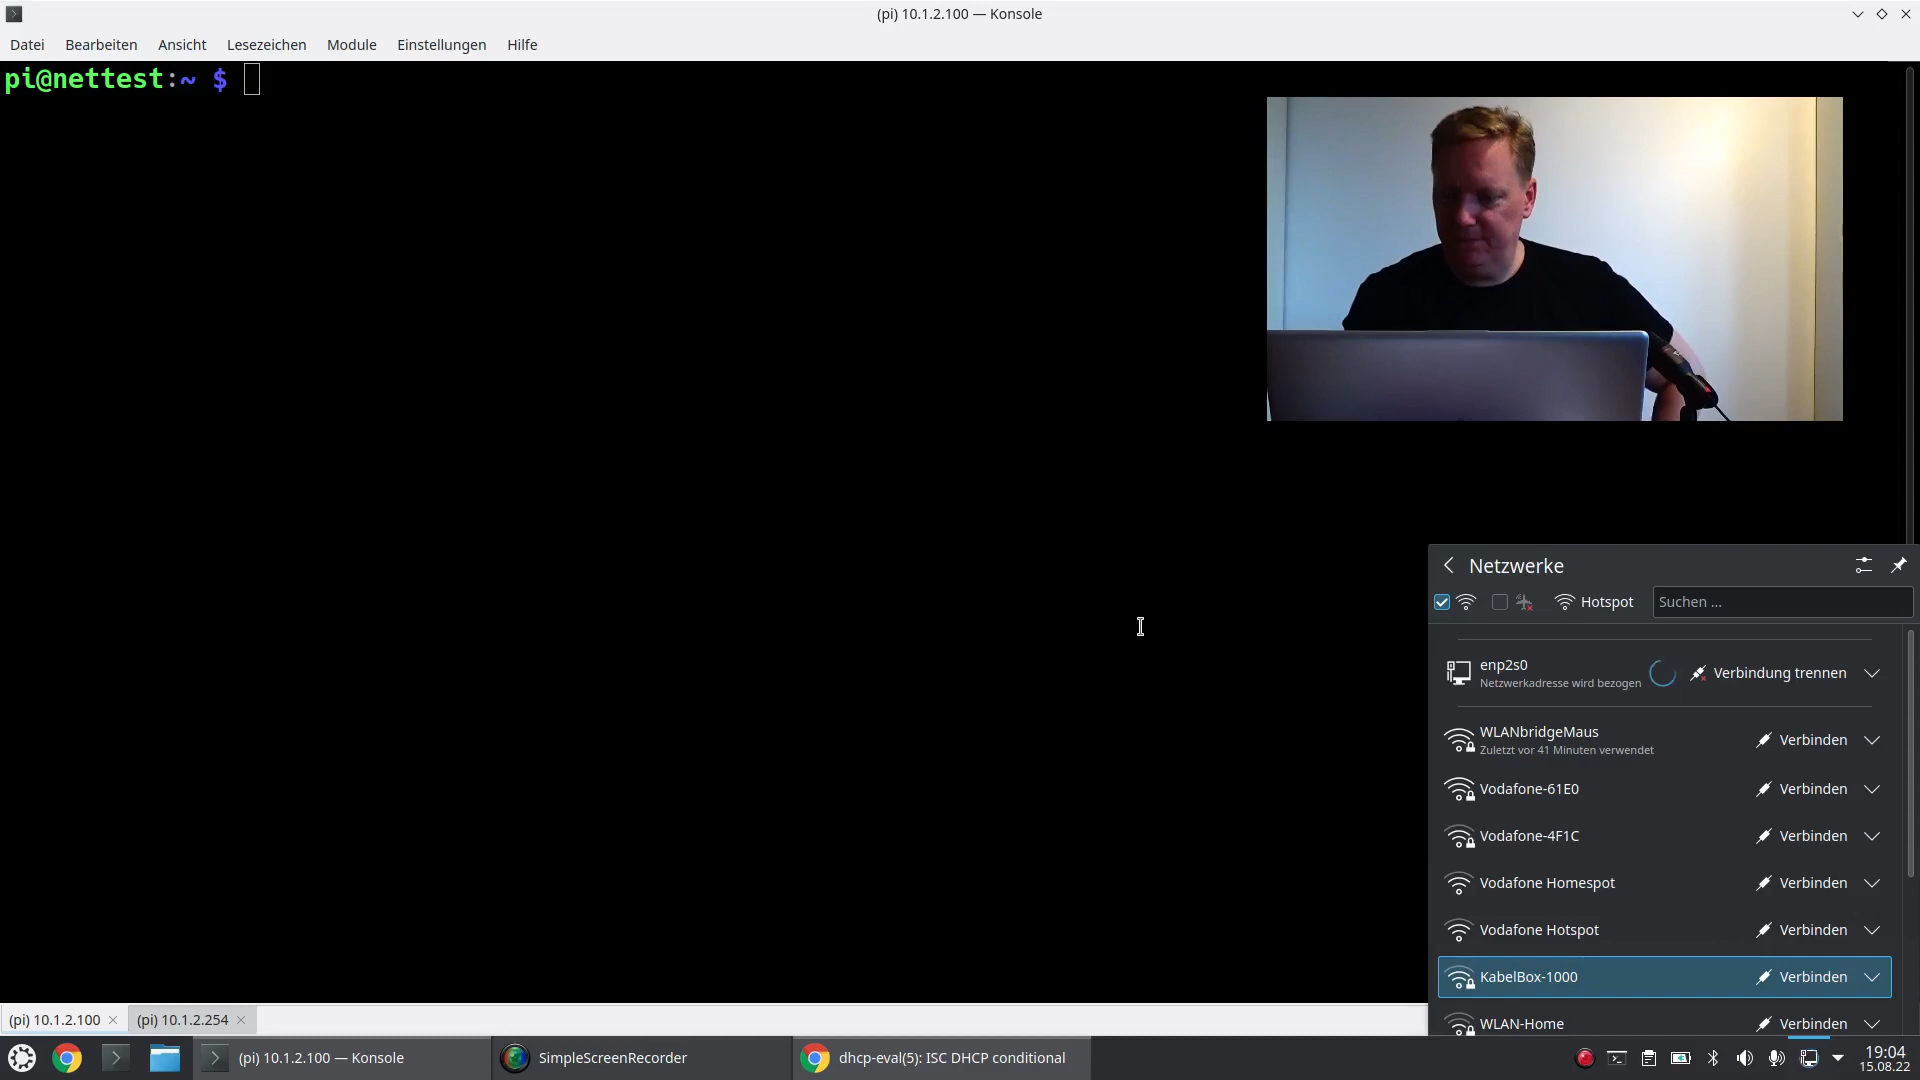 (pi) 10.1.2.100 — Konsole
Datei Bearbeiten Ansicht Lesezeichen Module Einstellungen Hilfe
pi@nettest:~ $
Netzwerke
Hotspot Suchen ...
enp2s0
Netzwerkadresse wird bezogen
Verbindung trennen
WLANbridgeMaus
Zuletzt vor 41 Minuten verwendet
Verbinden
Vodafone-61E0 Verbinden
Vodafone-4F1C Verbinden
Vodafone Homespot Verbinden
Vodafone Hotspot Verbinden
KabelBox-1000 Verbinden
WLAN-Home Verbinden
(pi) 10.1.2.100 (pi) 10.1.2.254
(pi) 10.1.2.100 — Konsole SimpleScreenRecorder dhcp-eval(5): ISC DHCP conditional
19:04
15.08.22